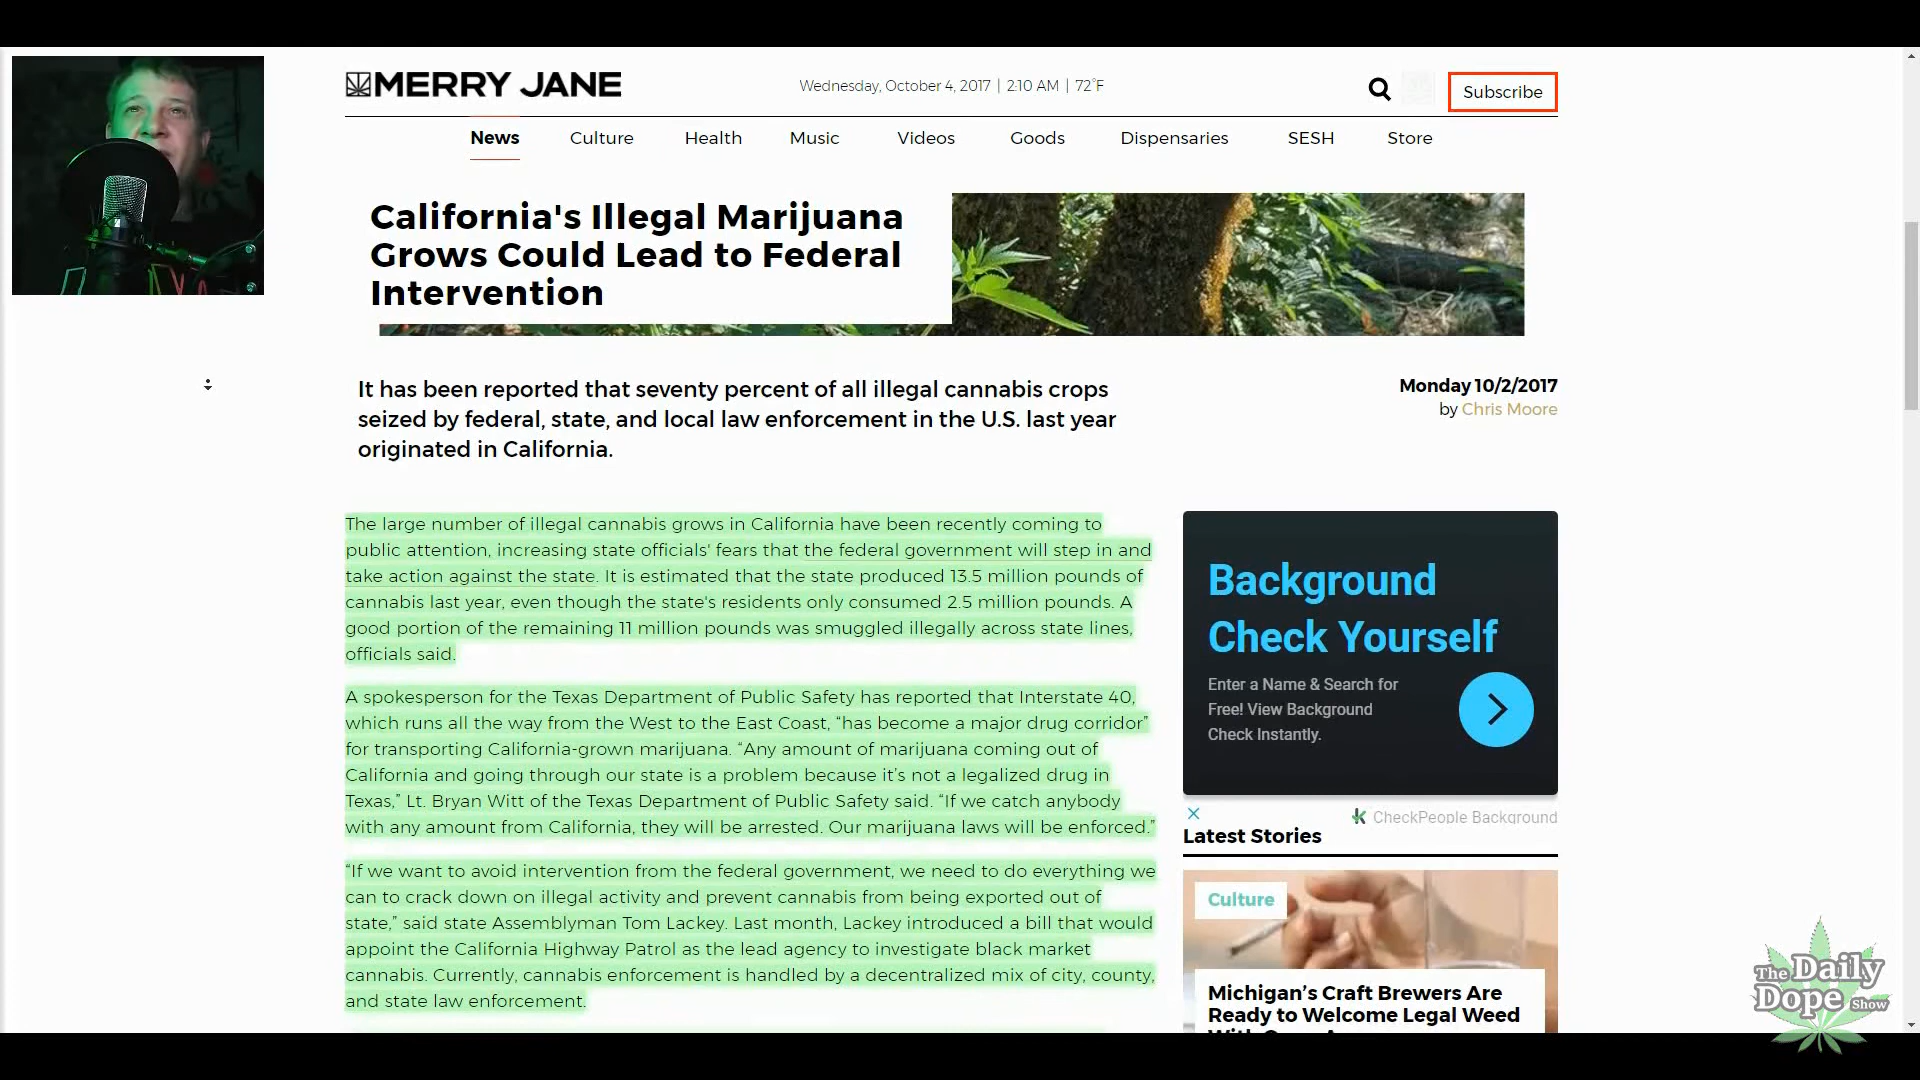 MERRY JANE
Wednesday, October 4, 2017 | 2:10 AM | 72°F
Subscribe
News Culture Health Music Videos Goods Dispensaries SESH Store
California's Illegal Marijuana
Grows Could Lead to Federal
Intervention
It has been reported that seventy percent of all illegal cannabis crops
seized by federal, state, and local law enforcement in the U.S. last year
originated in California.
Monday 10/2/2017
by Chris Moore
The large number of illegal cannabis grows in California have been recently coming to
public attention, increasing state officials' fears that the federal government will step in and
take action against the state. It is estimated that the state produced 13.5 million pounds of
cannabis last year, even though the state's residents only consumed 2.5 million pounds. A
good portion of the remaining 11 million pounds was smuggled illegally across state lines,
officials said.
A spokesperson for the Texas Department of Public Safety has reported that Interstate 40,
which runs all the way from the West to the East Coast, “has become a major drug corridor”
for transporting California-grown marijuana. “Any amount of marijuana coming out of
California and going through our state is a problem because it’s not a legalized drug in
Texas,” Lt. Bryan Witt of the Texas Department of Public Safety said. “If we catch anybody
with any amount from California, they will be arrested. Our marijuana laws will be enforced.”
“If we want to avoid intervention from the federal government, we need to do everything we
can to crack down on illegal activity and prevent cannabis from being exported out of
state,” said state Assemblyman Tom Lackey. Last month, Lackey introduced a bill that would
appoint the California Highway Patrol as the lead agency to investigate black market
cannabis. Currently, cannabis enforcement is handled by a decentralized mix of city, county,
and state law enforcement.
Background
Check Yourself
Enter a Name & Search for
Free! View Background
Check Instantly.
CheckPeople Background
Latest Stories
Culture
Michigan’s Craft Brewers Are
Ready to Welcome Legal Weed
The Daily
Dope Show